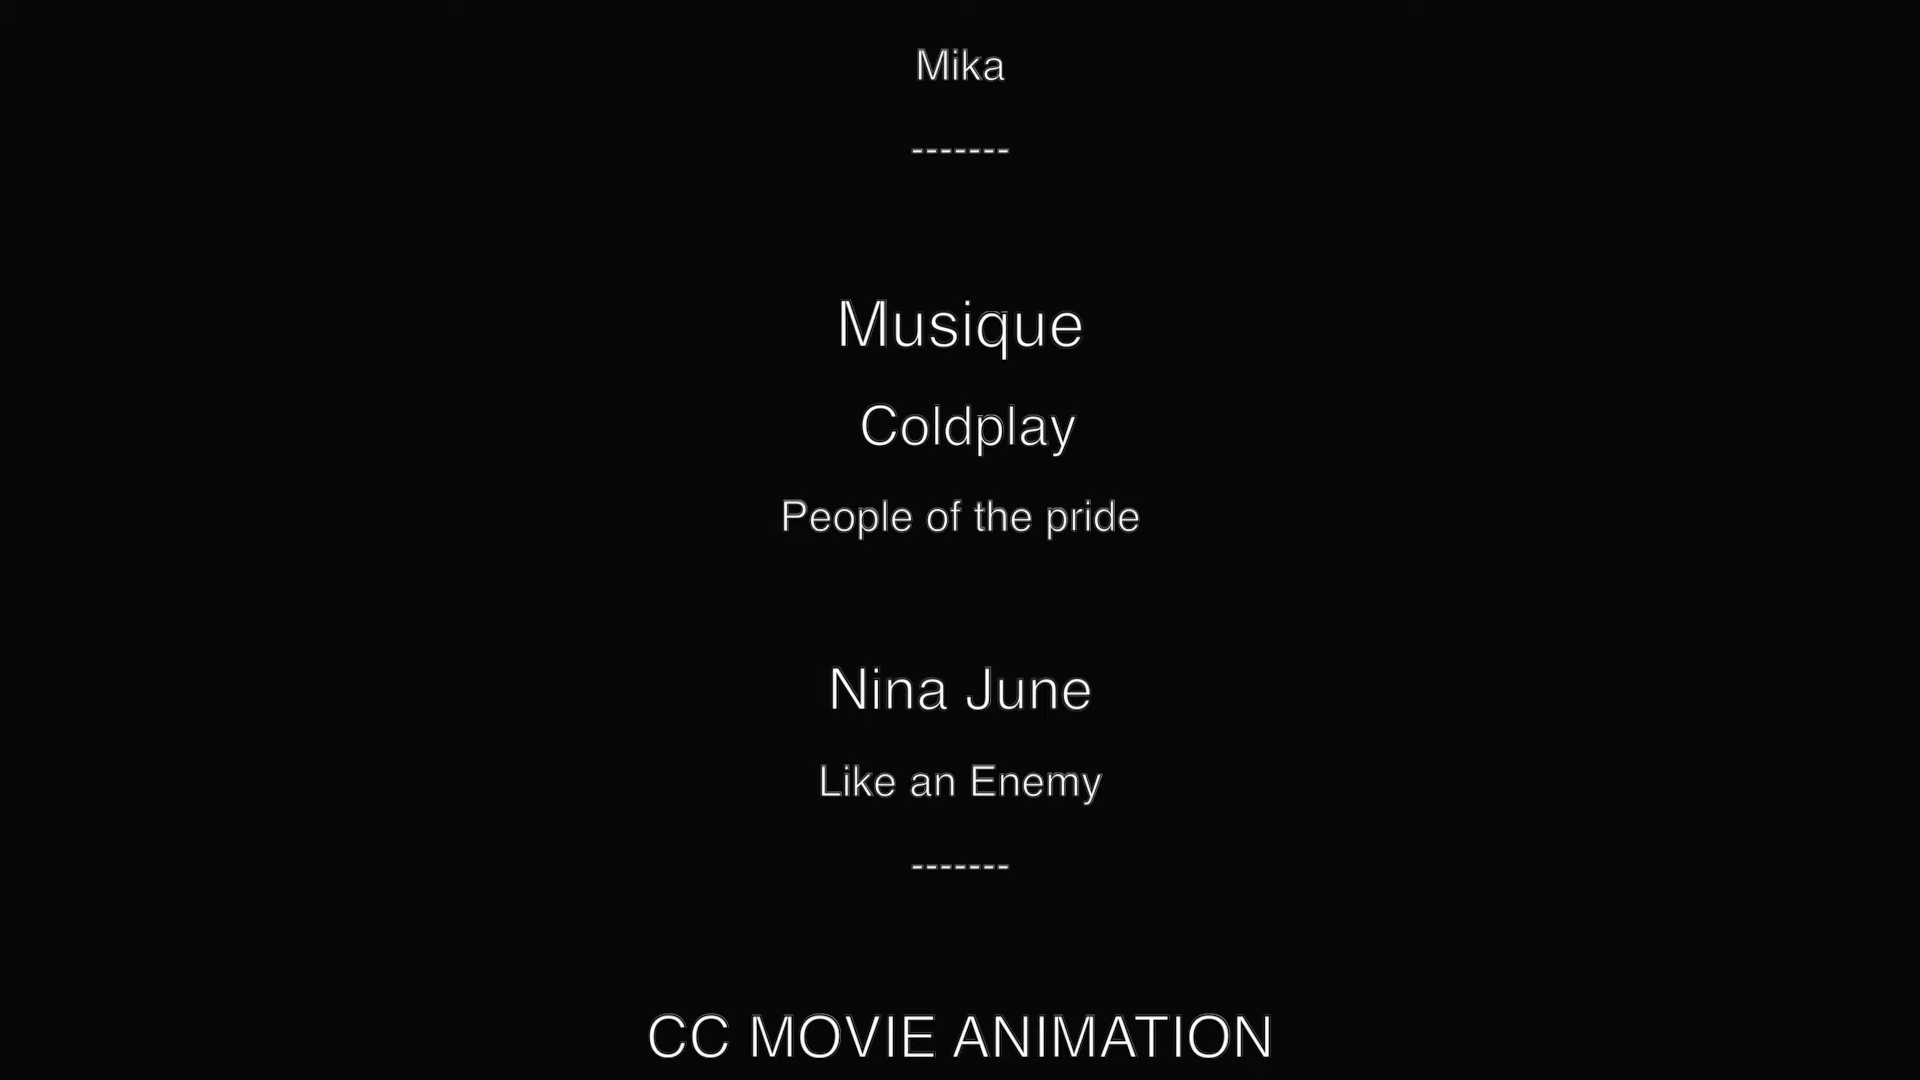 Mika
-------
Musique
Coldplay
People of the pride
Nina June
Like an Enemy
-------
CC MOVIE ANIMATION